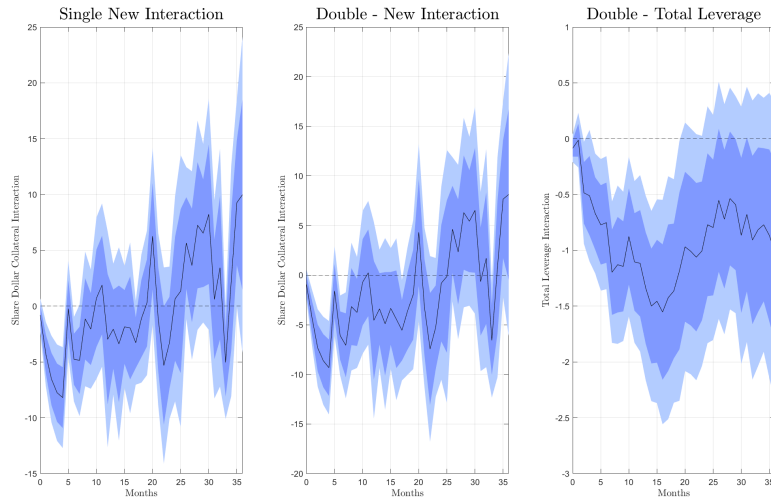 Single New Interaction
Share Dollar Collateral Interaction
25
20
15
10
5
0
-5
-10
-15
0 5 10 15 20 25 30 35
Months
Double - New Interaction
Share Dollar Collateral Interaction
25
20
15
10
5
0
-5
-10
-15
-20
0 5 10 15 20 25 30 35
Months
Double - Total Leverage
Total Leverage Interaction
1
0.5
0
-0.5
-1
-1.5
-2
-2.5
-3
0 5 10 15 20 25 30 35
Months